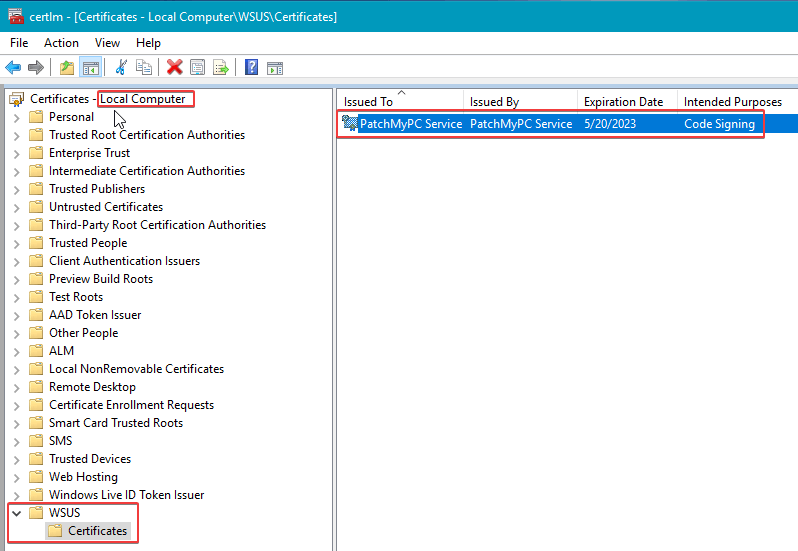 certlm - [Certificates - Local Computer\WSUS\Certificates]
File Action View Help
Certificates - Local Computer
Personal
Trusted Root Certification Authorities
Enterprise Trust
Intermediate Certification Authorities
Trusted Publishers
Untrusted Certificates
Third-Party Root Certification Authorities
Trusted People
Client Authentication Issuers
Preview Build Roots
Test Roots
AAD Token Issuer
Other People
ALM
Local NonRemovable Certificates
Remote Desktop
Certificate Enrollment Requests
Smart Card Trusted Roots
SMS
Trusted Devices
Web Hosting
Windows Live ID Token Issuer
WSUS
Certificates
Issued To Issued By Expiration Date Intended Purposes
PatchMyPC Service PatchMyPC Service 5/20/2023 Code Signing